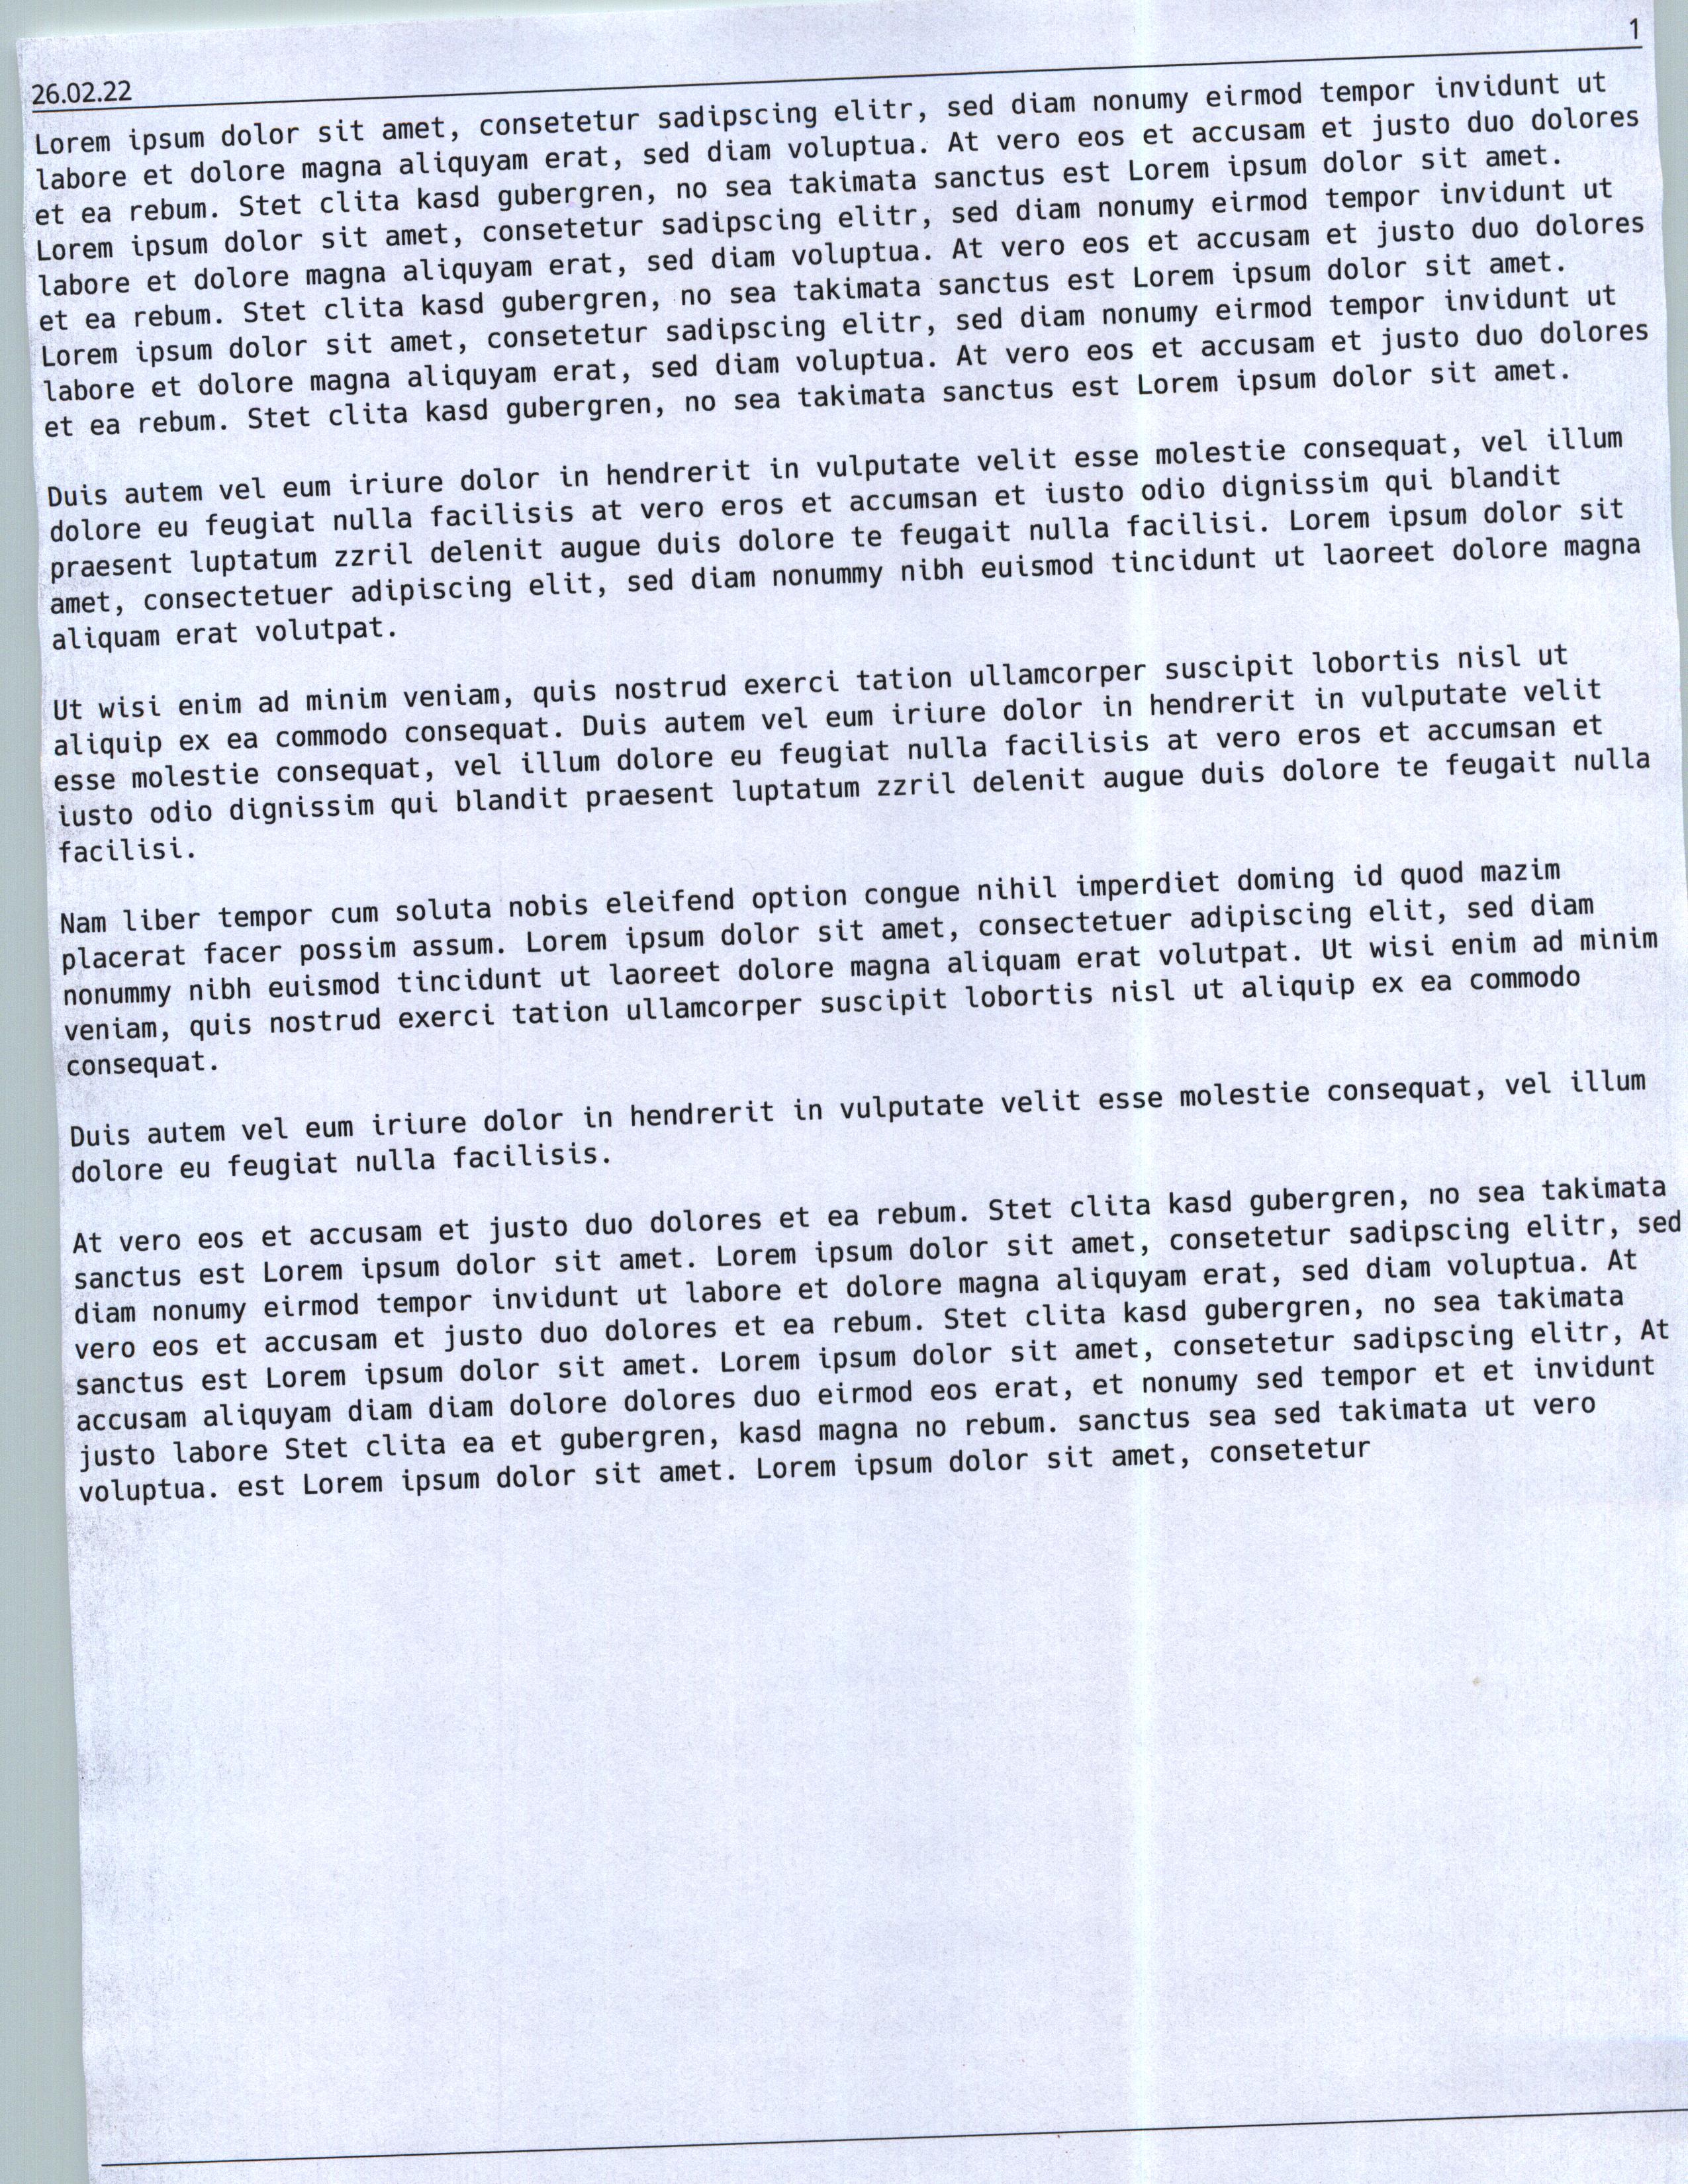 26.02.22 1
Lorem ipsum dolor sit amet, consetetur sadipscing elitr, sed diam nonumy eirmod tempor invidunt ut
labore et dolore magna aliquyam erat, sed diam voluptua. At vero eos et accusam et justo duo dolores
et ea rebum. Stet clita kasd gubergren, no sea takimata sanctus est Lorem ipsum dolor sit amet.
Lorem ipsum dolor sit amet, consetetur sadipscing elitr, sed diam nonumy eirmod tempor invidunt ut
labore et dolore magna aliquyam erat, sed diam voluptua. At vero eos et accusam et justo duo dolores
et ea rebum. Stet clita kasd gubergren, no sea takimata sanctus est Lorem ipsum dolor sit amet.
Lorem ipsum dolor sit amet, consetetur sadipscing elitr, sed diam nonumy eirmod tempor invidunt ut
labore et dolore magna aliquyam erat, sed diam voluptua. At vero eos et accusam et justo duo dolores
et ea rebum. Stet clita kasd gubergren, no sea takimata sanctus est Lorem ipsum dolor sit amet.

Duis autem vel eum iriure dolor in hendrerit in vulputate velit esse molestie consequat, vel illum
dolore eu feugiat nulla facilisis at vero eros et accumsan et iusto odio dignissim qui blandit
praesent luptatum zzril delenit augue duis dolore te feugait nulla facilisi. Lorem ipsum dolor sit
amet, consectetuer adipiscing elit, sed diam nonummy nibh euismod tincidunt ut laoreet dolore magna
aliquam erat volutpat.

Ut wisi enim ad minim veniam, quis nostrud exerci tation ullamcorper suscipit lobortis nisl ut
aliquip ex ea commodo consequat. Duis autem vel eum iriure dolor in hendrerit in vulputate velit
esse molestie consequat, vel illum dolore eu feugiat nulla facilisis at vero eros et accumsan et
iusto odio dignissim qui blandit praesent luptatum zzril delenit augue duis dolore te feugait nulla
facilisi.

Nam liber tempor cum soluta nobis eleifend option congue nihil imperdiet doming id quod mazim
placerat facer possim assum. Lorem ipsum dolor sit amet, consectetuer adipiscing elit, sed diam
nonummy nibh euismod tincidunt ut laoreet dolore magna aliquam erat volutpat. Ut wisi enim ad minim
veniam, quis nostrud exerci tation ullamcorper suscipit lobortis nisl ut aliquip ex ea commodo
consequat.

Duis autem vel eum iriure dolor in hendrerit in vulputate velit esse molestie consequat, vel illum
dolore eu feugiat nulla facilisis.

At vero eos et accusam et justo duo dolores et ea rebum. Stet clita kasd gubergren, no sea takimata
sanctus est Lorem ipsum dolor sit amet. Lorem ipsum dolor sit amet, consetetur sadipscing elitr, sed
diam nonumy eirmod tempor invidunt ut labore et dolore magna aliquyam erat, sed diam voluptua. At
vero eos et accusam et justo duo dolores et ea rebum. Stet clita kasd gubergren, no sea takimata
sanctus est Lorem ipsum dolor sit amet. Lorem ipsum dolor sit amet, consetetur sadipscing elitr, At
accusam aliquyam diam diam dolore dolores duo eirmod eos erat, et nonumy sed tempor et et invidunt
justo labore Stet clita ea et gubergren, kasd magna no rebum. sanctus sea sed takimata ut vero
voluptua. est Lorem ipsum dolor sit amet. Lorem ipsum dolor sit amet, consetetur